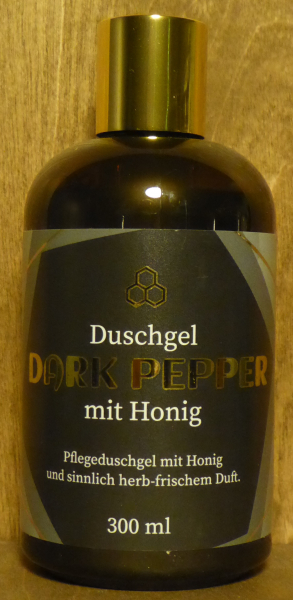 Duschgel
DARK PEPPER
mit Honig
Pflegeduschgel mit Honig
und sinnlich herb-frischem Duft.
300 ml